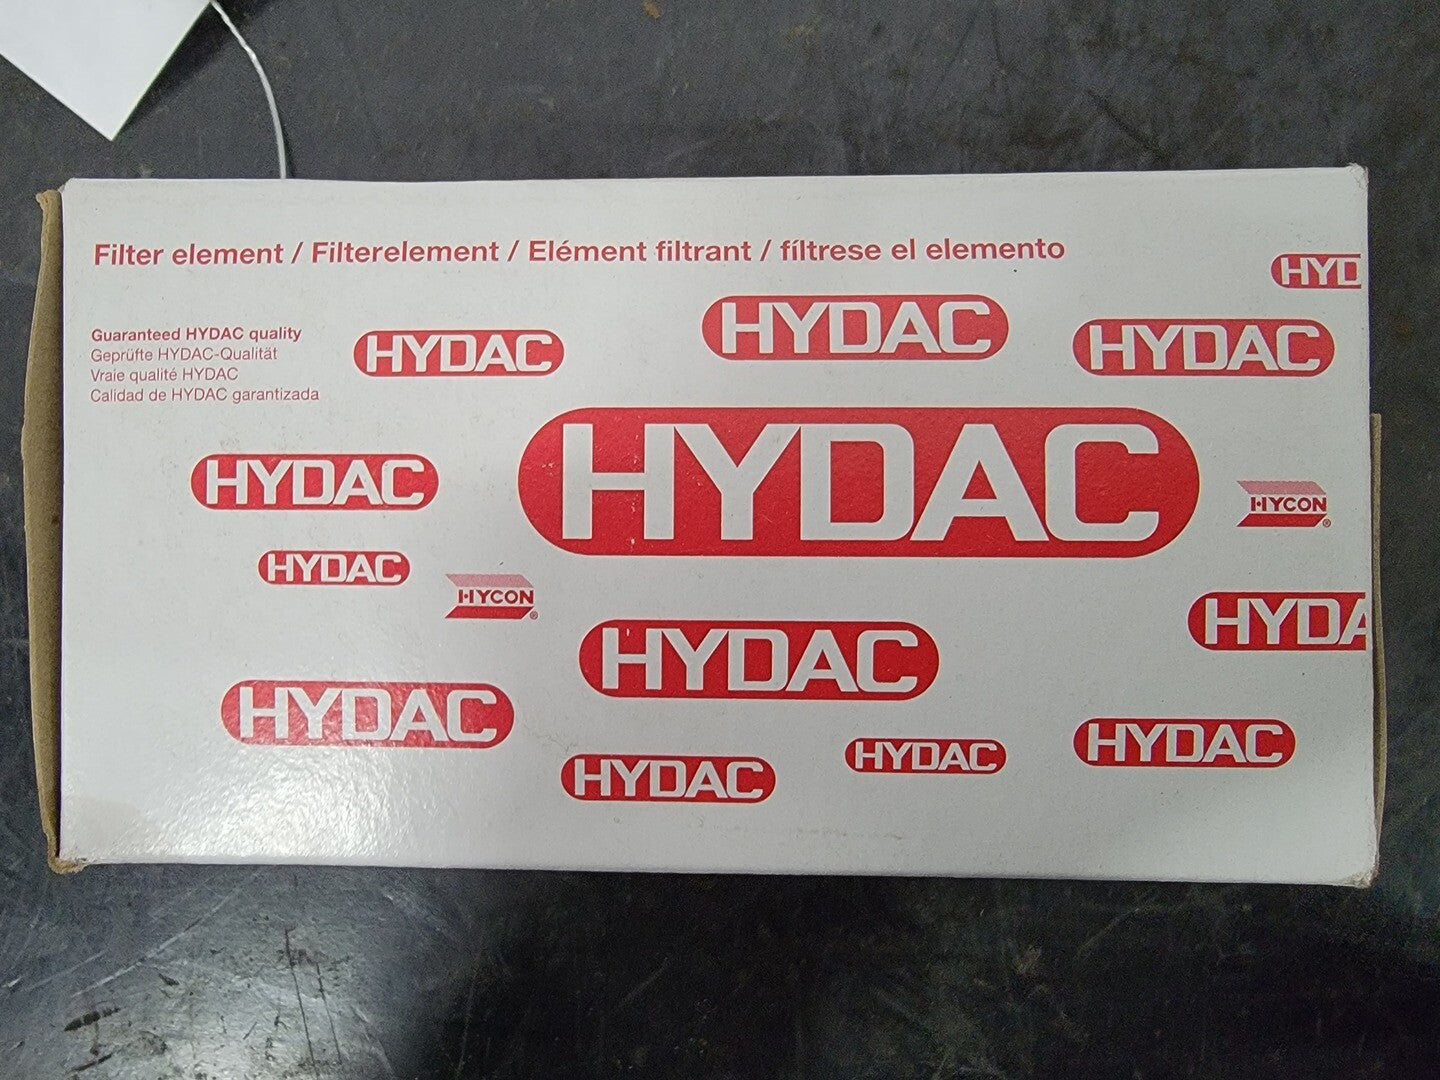 Filter element / Filterelement / Elément filtrant / fíltrese el elemento
HYD
Guaranteed HYDAC quality
Geprüfte HYDAC-Qualität
Vraie qualité HYDAC
Calidad de HYDAC garantizada
HYDAC
HYDAC
HYDAC
HYDAC
HYDAC
HYCON®
HYDAC
HYCON®
HYDAC
HYDA
HYDAC
HYDAC
HYDAC
HYDAC